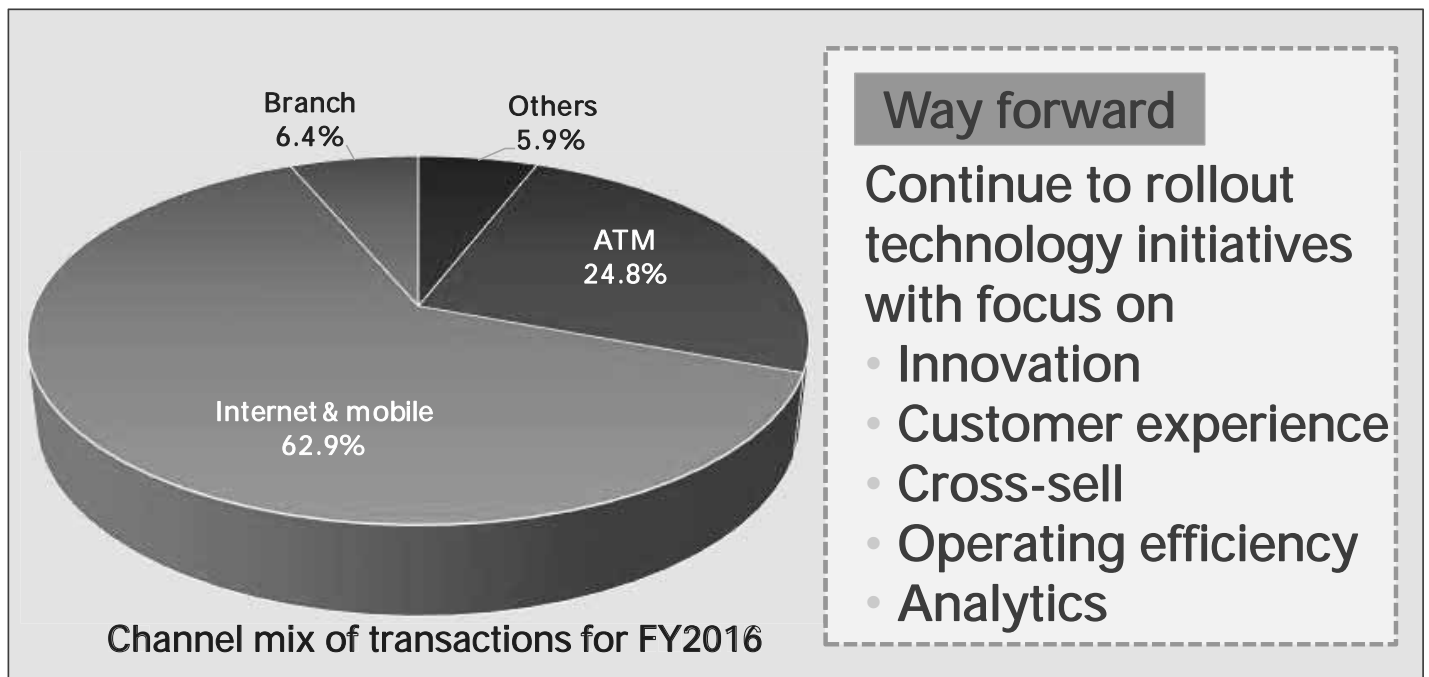 Branch
6.4%
Others
5.9%
ATM
24.8%
Internet & mobile
62.9%
Channel mix of transactions for FY2016
Way forward
Continue to rollout
technology initiatives
with focus on
• Innovation
• Customer experience
• Cross-sell
• Operating efficiency
• Analytics